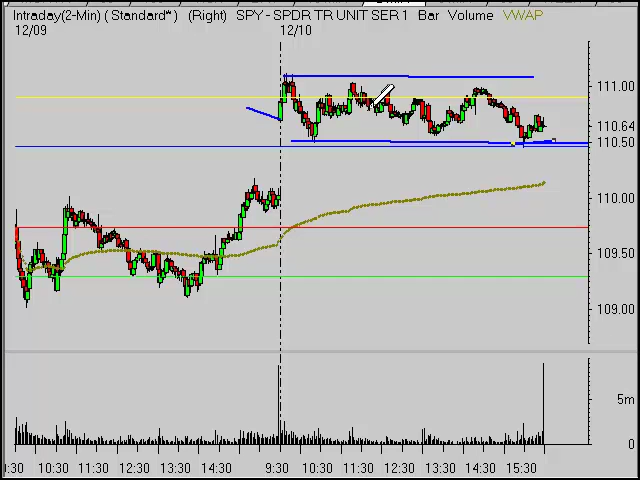 Intraday(2-Min) (Standard*) (Right) SPY - SPDR TR UNIT SER 1 Bar Volume VWAP
12/09 12/10
111.00
110.64
110.50
110.00
109.50
109.00
5m
0
:30 10:30 11:30 12:30 13:30 14:30 9:30 10:30 11:30 12:30 13:30 14:30 15:30